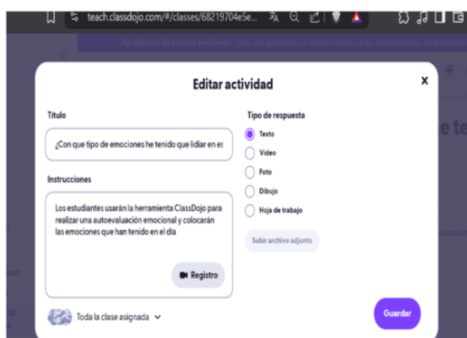 teach.classdojo.com/#/classes/68219704e5e...
Editar actividad
x
Título
¿Con que tipo de emociones he tenido que lidiar en es
Instrucciones
Los estudiantes usarán la herramienta ClassDojo para
realizar una autoevaluación emocional y colocarán
las emociones que han tenido en el día
Registro
Toda la clase asignada
Tipo de respuesta
Texto
Video
Foto
Dibujo
Hoja de trabajo
Subir archivo adjunto
Guardar